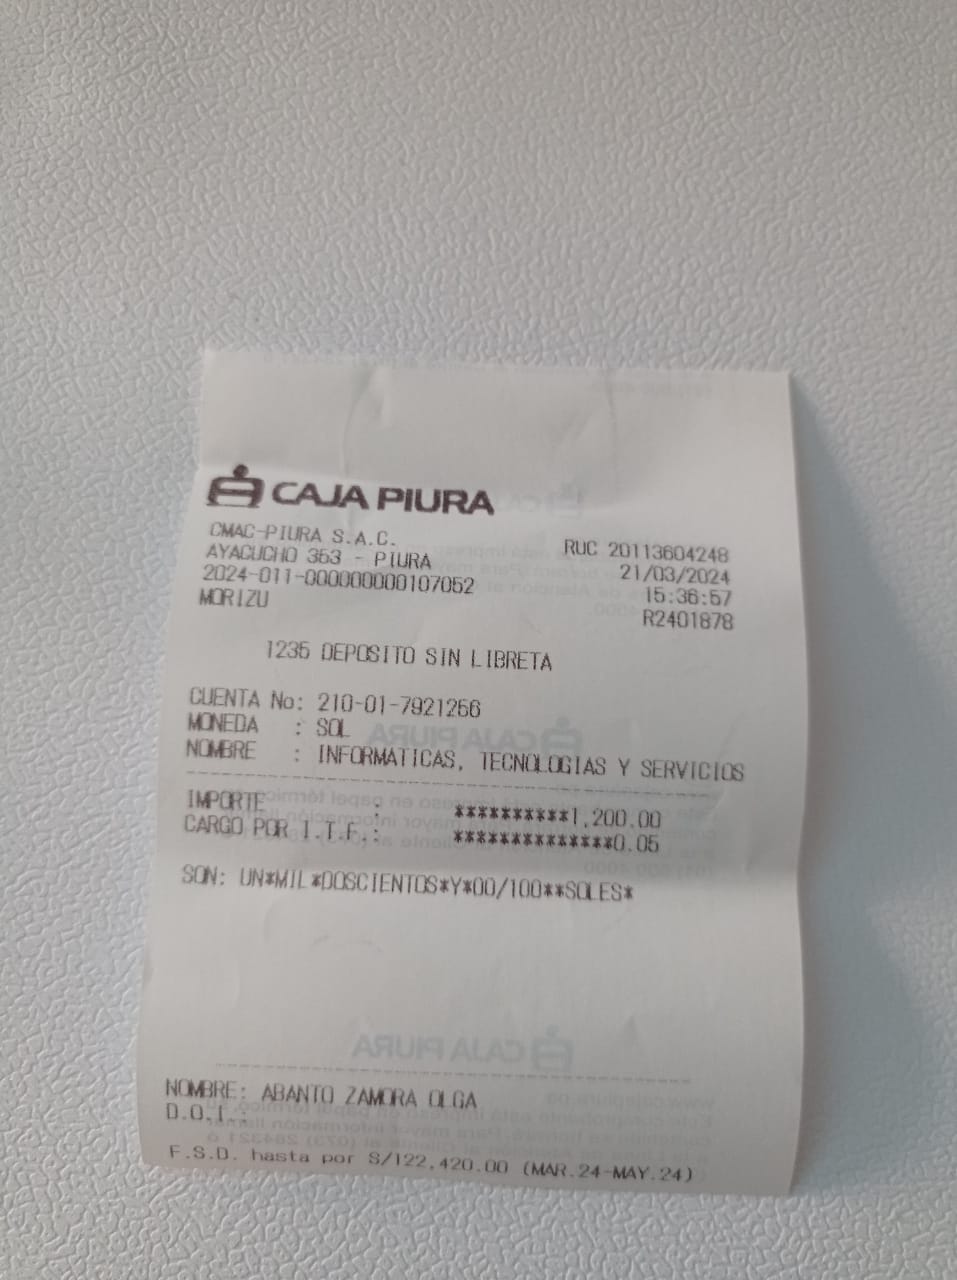 CAJA PIURA
CMAC-PIURA S.A.C.
RUC 20113604248
AYACUCHO 353 - PIURA
21/03/2024
2024-011-000000000107052
15:36:57
MORIZU
R2401878
1235 DEPOSITO SIN LIBRETA
CUENTA No: 210-01-7921256
MONEDA : SOL
NOMBRE : INFORMATICAS, TECNOLOGIAS Y SERVICIOS
IMPORTE : **********1,200.00
CARGO POR I.T.F.: **************0.05
SON: UN*MIL*DOSCIENTOS*Y*00/100**SOLES*
NOMBRE: ABANTO ZAMORA OLGA
D.O.I.:
F.S.D. hasta por S/122,420.00 (MAR.24-MAY.24)